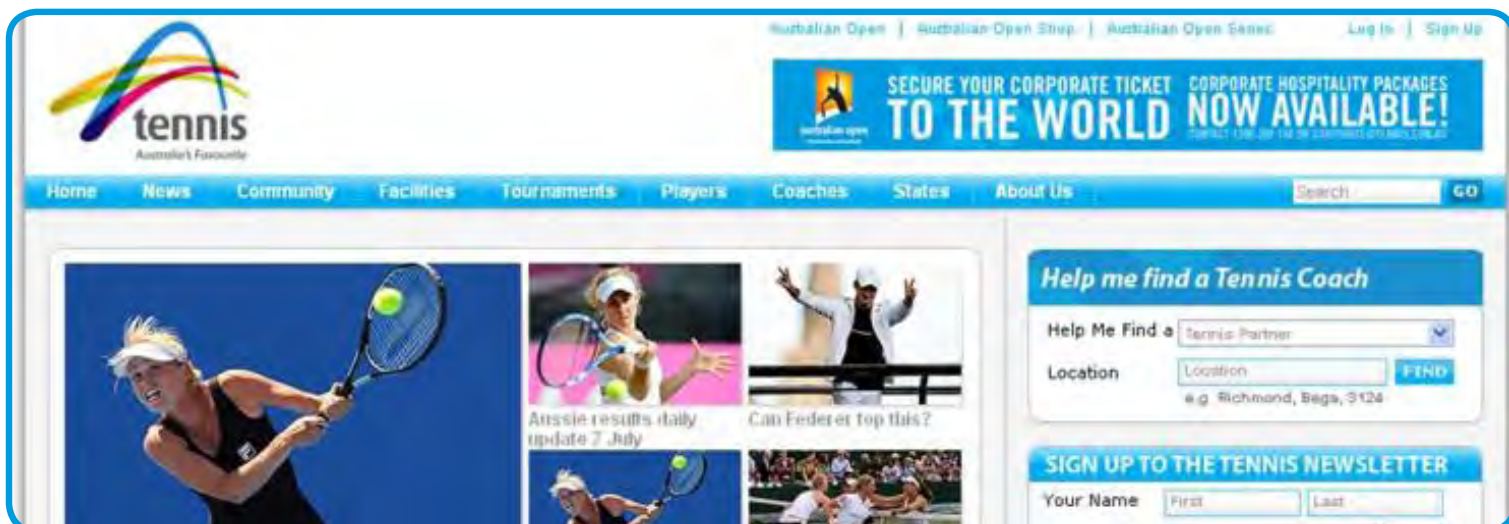 Australian Open | Australian Open Shop | Australian Open Series Log In | Sign Up
tennis
Australia's Favourite
australian open
SECURE YOUR CORPORATE TICKET
TO THE WORLD
CORPORATE HOSPITALITY PACKAGES
NOW AVAILABLE!
Home News Community Facilities Tournaments Players Coaches States About Us Search GO
Help me find a Tennis Coach
Help Me Find a Tennis Partner
Location Location FIND
e.g. Richmond, Bega, 3124
Aussie results daily
update 7 July
Can Federer top this?
SIGN UP TO THE TENNIS NEWSLETTER
Your Name First Last